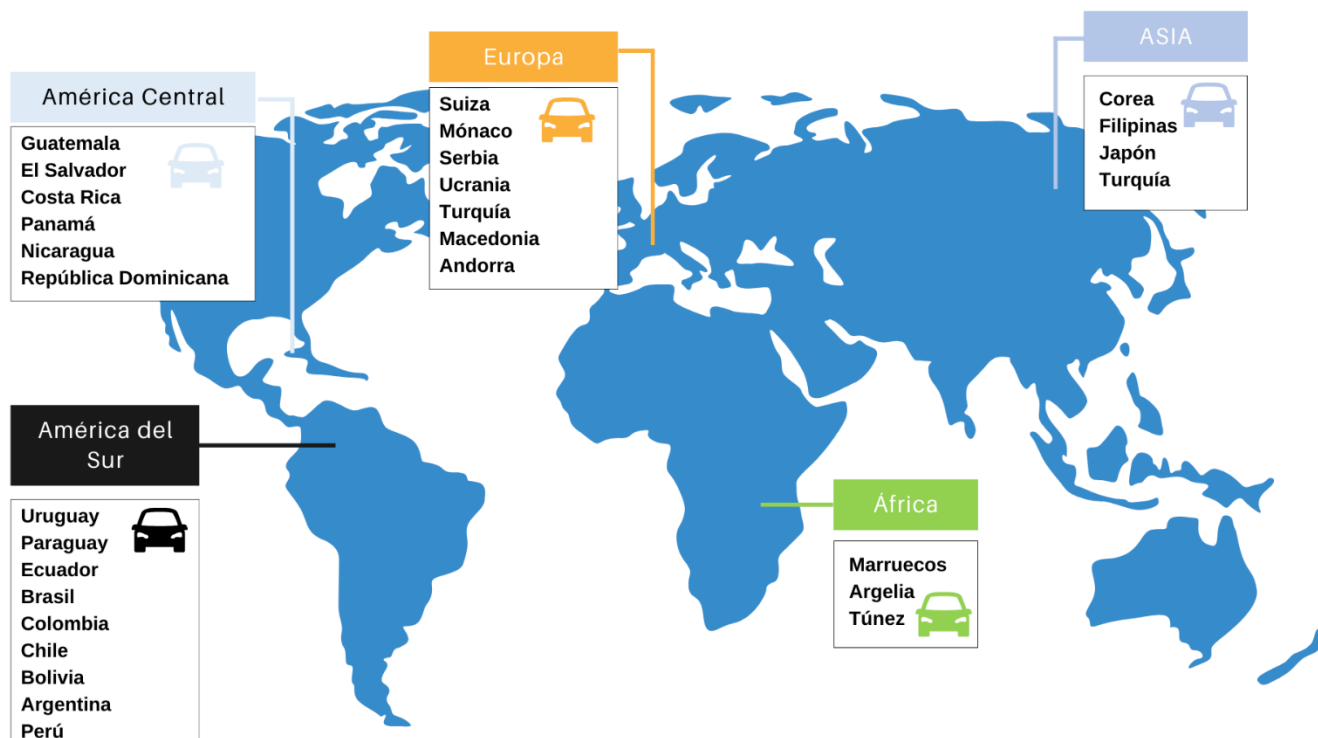 América Central
Guatemala
El Salvador
Costa Rica
Panamá
Nicaragua
República Dominicana
Europa
Suiza
Mónaco
Serbia
Ucrania
Turquía
Macedonia
Andorra
ASIA
Corea
Filipinas
Japón
Turquía
América del
Sur
Uruguay
Paraguay
Ecuador
Brasil
Colombia
Chile
Bolivia
Argentina
Perú
África
Marruecos
Argelia
Túnez